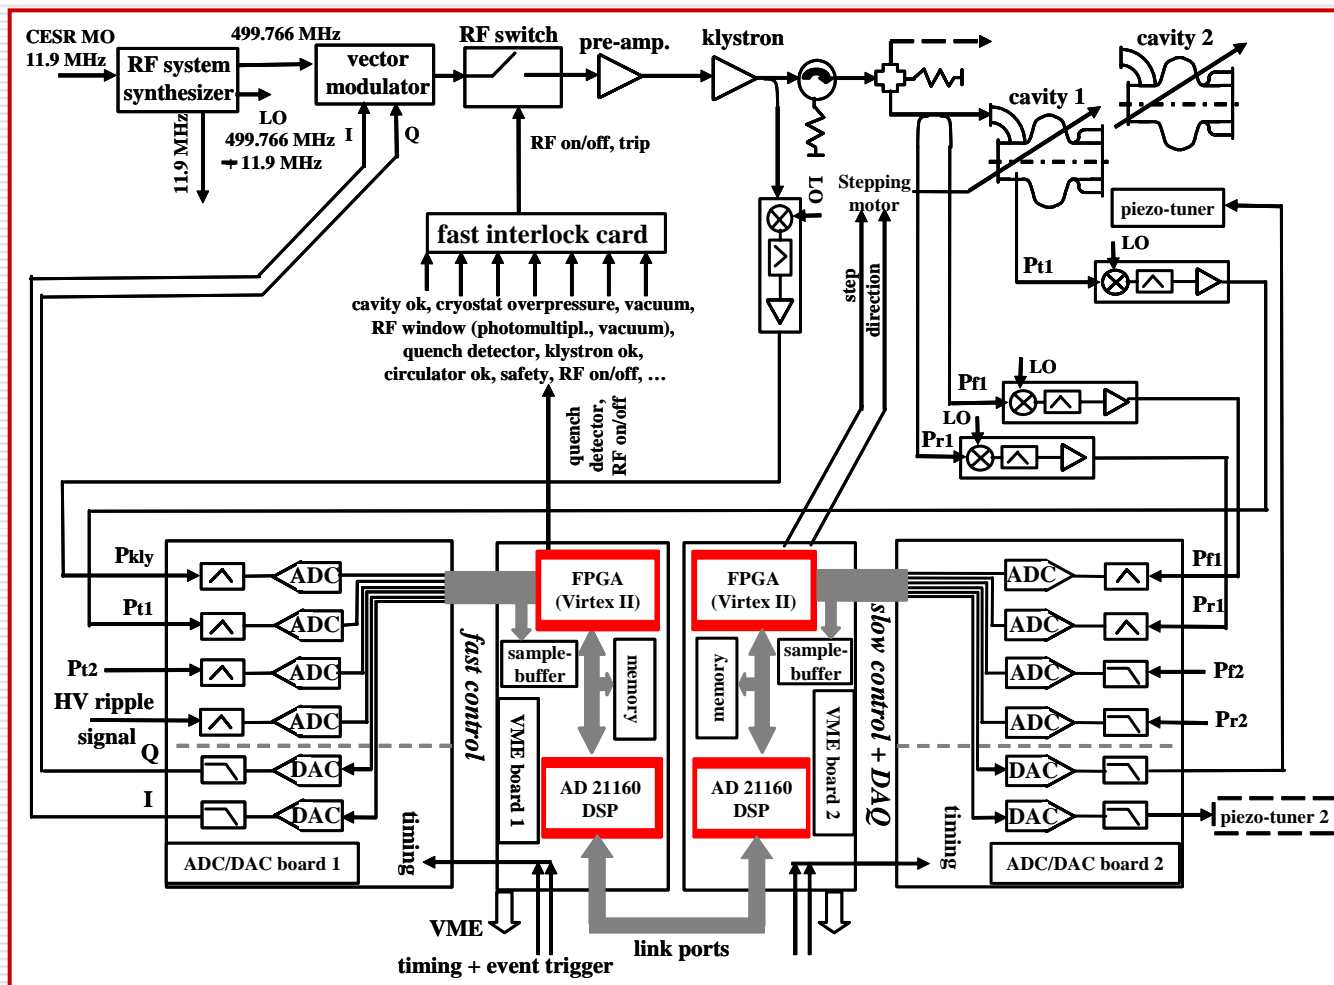 CESR MO
11.9 MHz
RF system
synthesizer
499.766 MHz
LO
499.766 MHz
+ 11.9 MHz
11.9 MHz
vector
modulator
I
Q
RF switch
RF on/off, trip
pre-amp.
klystron
LO
cavity 2
cavity 1
Stepping
motor
piezo-tuner
fast interlock card
cavity ok, cryostat overpressure, vacuum,
RF window (photomultipl., vacuum),
quench detector, klystron ok,
circulator ok, safety, RF on/off, …
quench
detector,
RF on/off
step
direction
LO
Pt1
LO
Pf1
LO
Pr1
Pkly
ADC
Pt1
ADC
Pt2
ADC
HV ripple
signal
ADC
Q
DAC
I
DAC
ADC/DAC board 1
timing
fast control
FPGA
(Virtex II)
sample-
buffer
memory
VME board 1
AD 21160
DSP
VME
timing + event trigger
link ports
FPGA
(Virtex II)
sample-
buffer
memory
VME board 2
AD 21160
DSP
slow control + DAQ
timing
ADC
Pf1
ADC
Pr1
ADC
Pf2
ADC
Pr2
DAC
DAC
piezo-tuner 2
ADC/DAC board 2